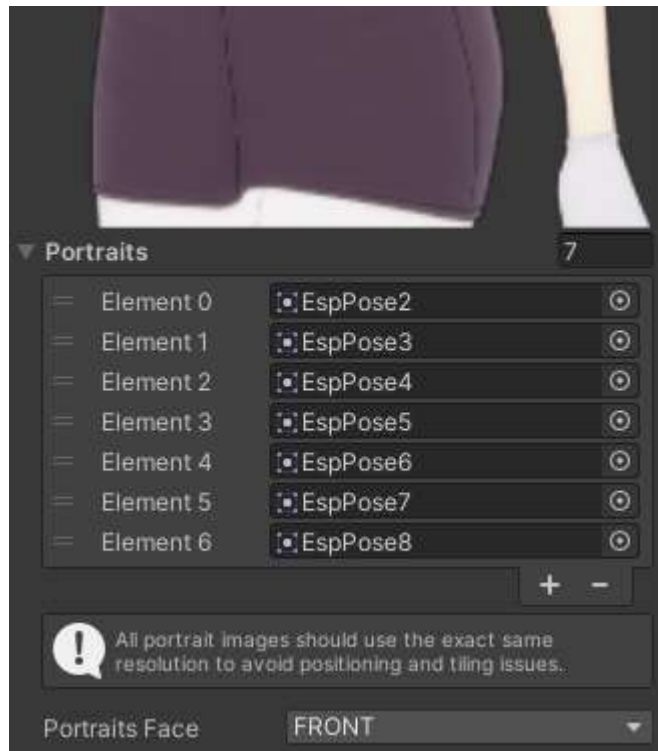 Portraits 7
Element 0 EspPose2
Element 1 EspPose3
Element 2 EspPose4
Element 3 EspPose5
Element 4 EspPose6
Element 5 EspPose7
Element 6 EspPose8
+ -
All portrait images should use the exact same
resolution to avoid positioning and tiling issues.
Portraits Face FRONT